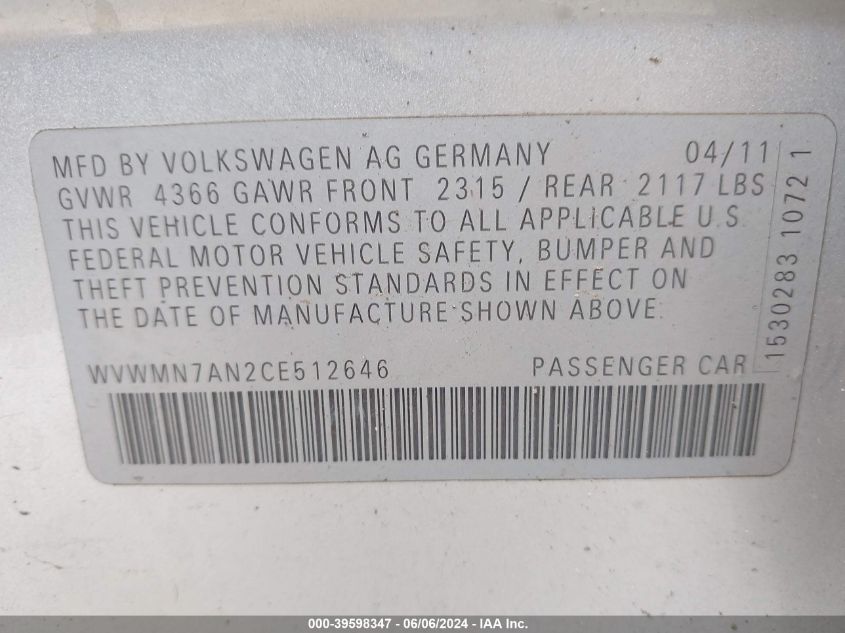 MFD BY VOLKSWAGEN AG GERMANY 04/11
GVWR 4366 GAWR FRONT 2315 / REAR 2117 LBS
THIS VEHICLE CONFORMS TO ALL APPLICABLE U.S.
FEDERAL MOTOR VEHICLE SAFETY, BUMPER AND
THEFT PREVENTION STANDARDS IN EFFECT ON
THE DATE OF MANUFACTURE SHOWN ABOVE.
WVWMN7AN2CE512646 PASSENGER CAR
1530283 1072 1
000-39598347 - 06/06/2024 - IAA Inc.